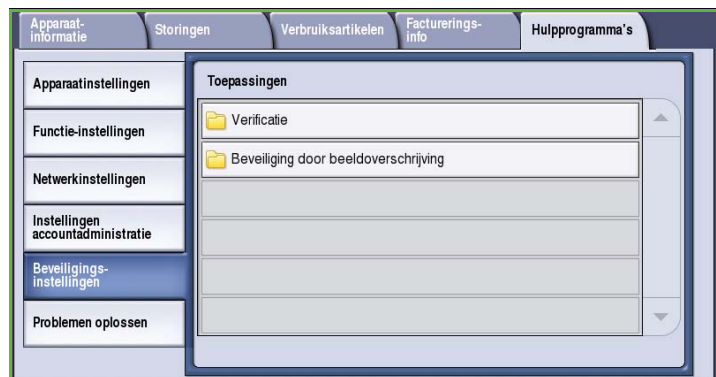 Apparaat-
informatie
Storingen
Verbruiksartikelen
Facturerings-
info
Hulpprogramma's
Apparaatinstellingen
Functie-instellingen
Netwerkinstellingen
Instellingen
accountadministratie
Beveiligings-
instellingen
Problemen oplossen
Toepassingen
Verificatie
Beveiliging door beeldoverschrijving